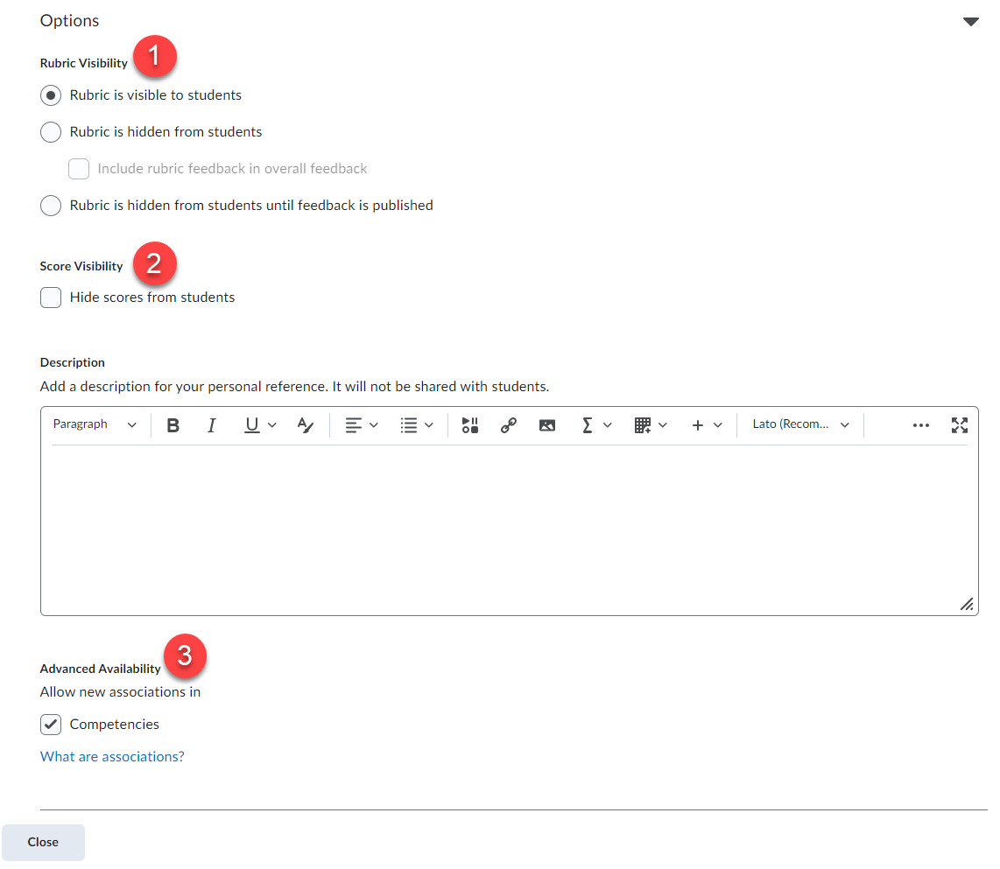 Options
Rubric Visibility 1
Rubric is visible to students
Rubric is hidden from students
Include rubric feedback in overall feedback
Rubric is hidden from students until feedback is published
Score Visibility 2
Hide scores from students
Description
Add a description for your personal reference. It will not be shared with students.
Paragraph B I U A Σ + Lato (Recom... ...
Advanced Availability 3
Allow new associations in
Competencies
What are associations?
Close